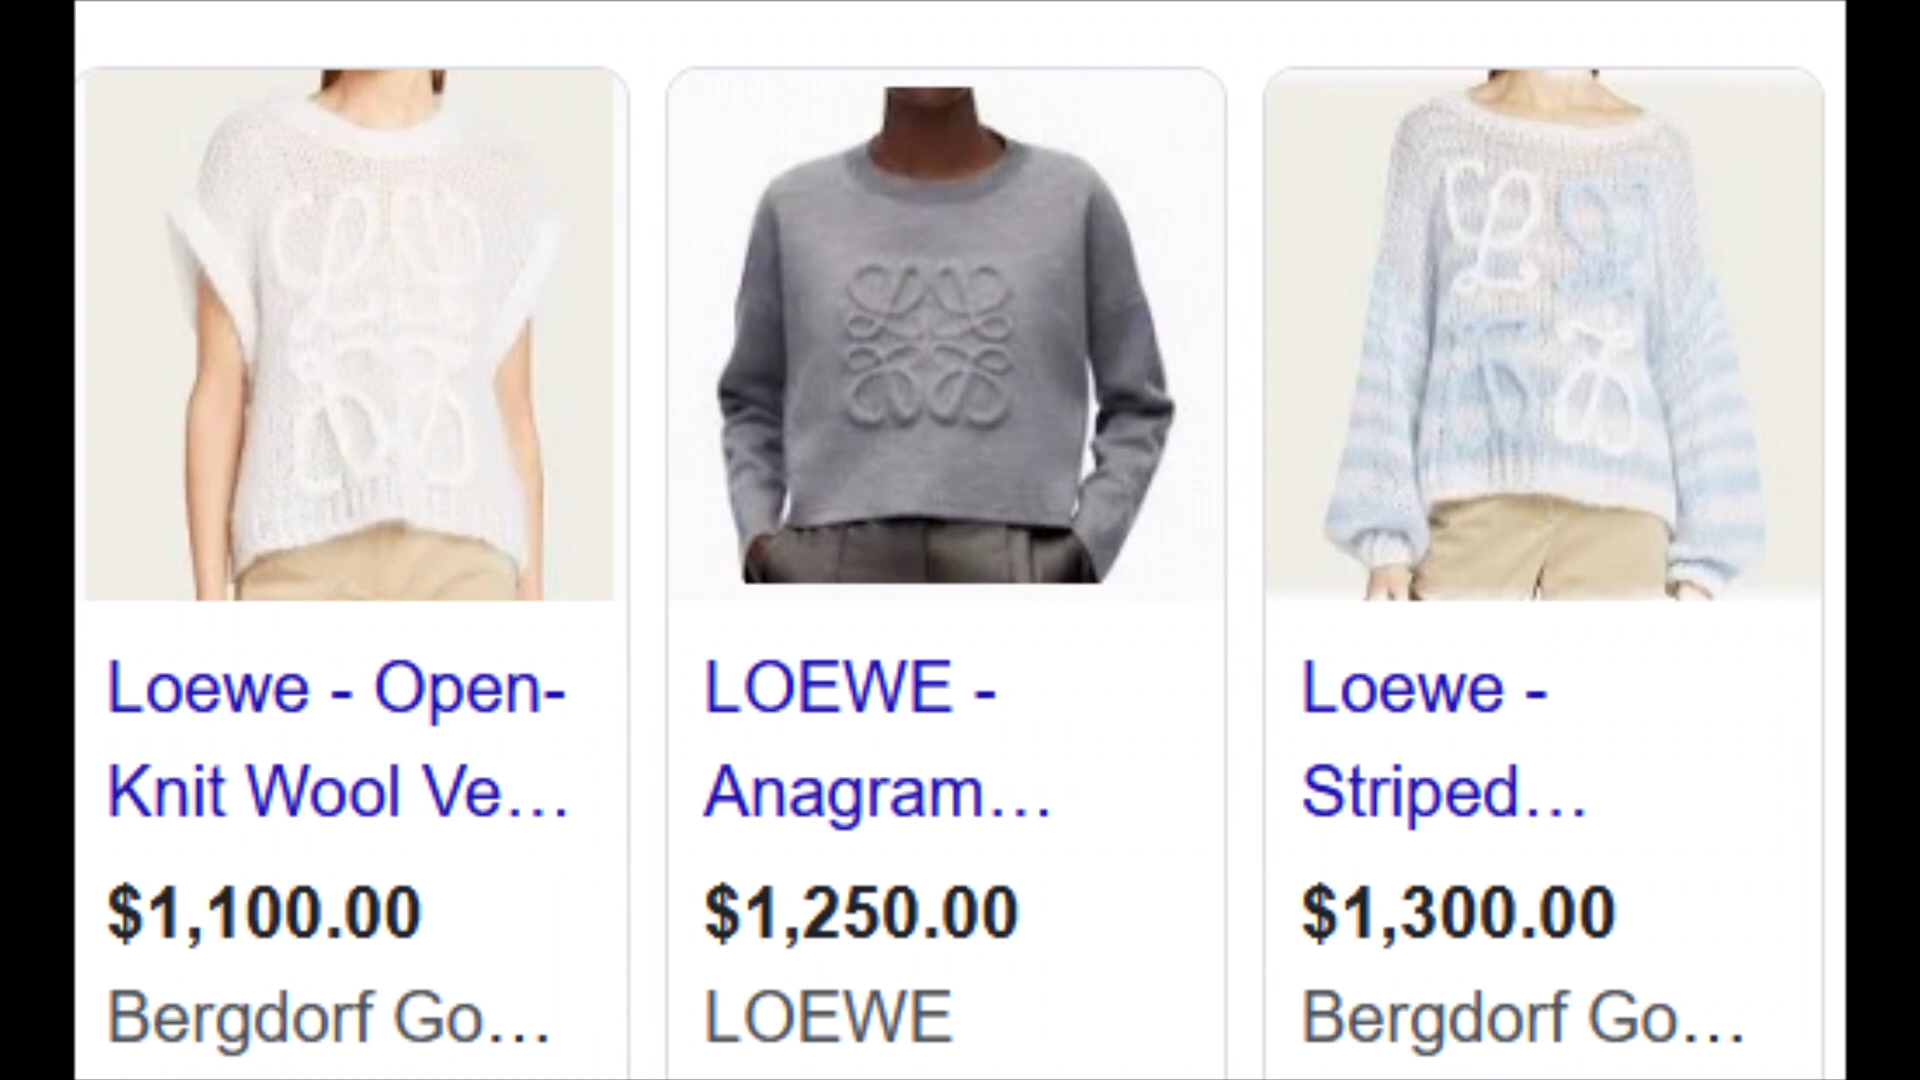 Loewe - Open-
Knit Wool Ve...
$1,100.00
Bergdorf Go...
LOEWE -
Anagram...
$1,250.00
LOEWE
Loewe -
Striped...
$1,300.00
Bergdorf Go...